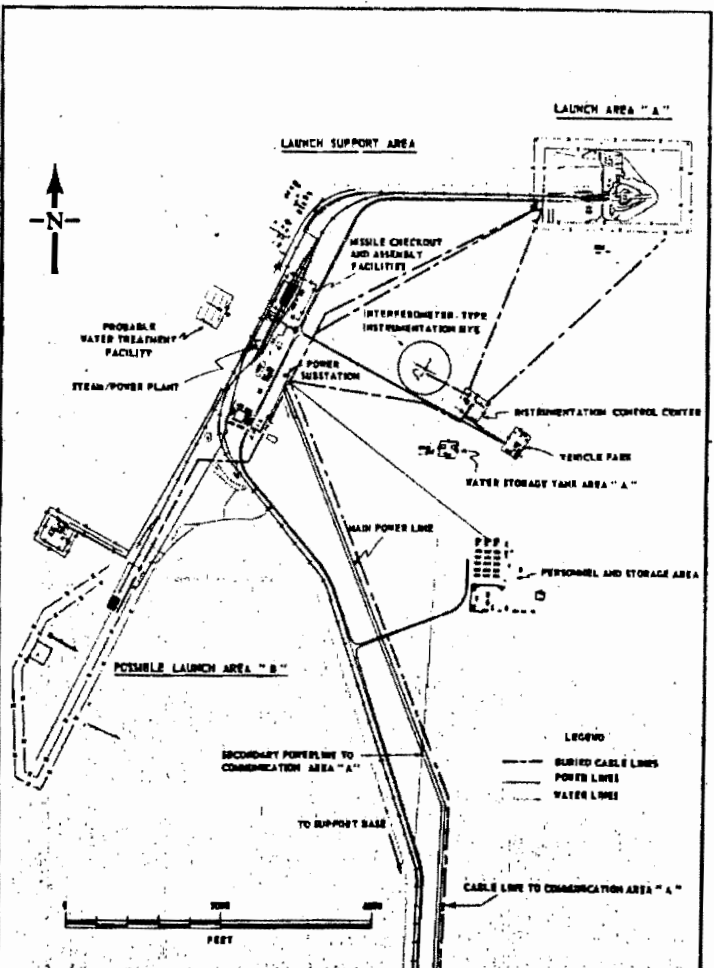 LAUNCH AREA "A"
LAUNCH SUPPORT AREA
N
MISSILE CHECKOUT
AND ASSEMBLY
FACILITIES
INTERFEROMETER-TYPE
INSTRUMENTATION
PROBABLE
WATER TREATMENT
FACILITY
STEAM/POWER PLANT
POWER
SUBSTATION
INSTRUMENTATION CONTROL CENTER
VEHICLE PARK
WATER STORAGE TANK AREA "A"
MAIN POWER LINE
PERSONNEL AND STORAGE AREA
POSSIBLE LAUNCH AREA "B"
LEGEND
BURIED CABLE LINES
POWER LINES
WATER LINES
SECONDARY POWERLINE TO
COMMUNICATION AREA "A"
TO SUPPORT BASE
CABLE LINE TO COMMUNICATION AREA "A"
0
FEET